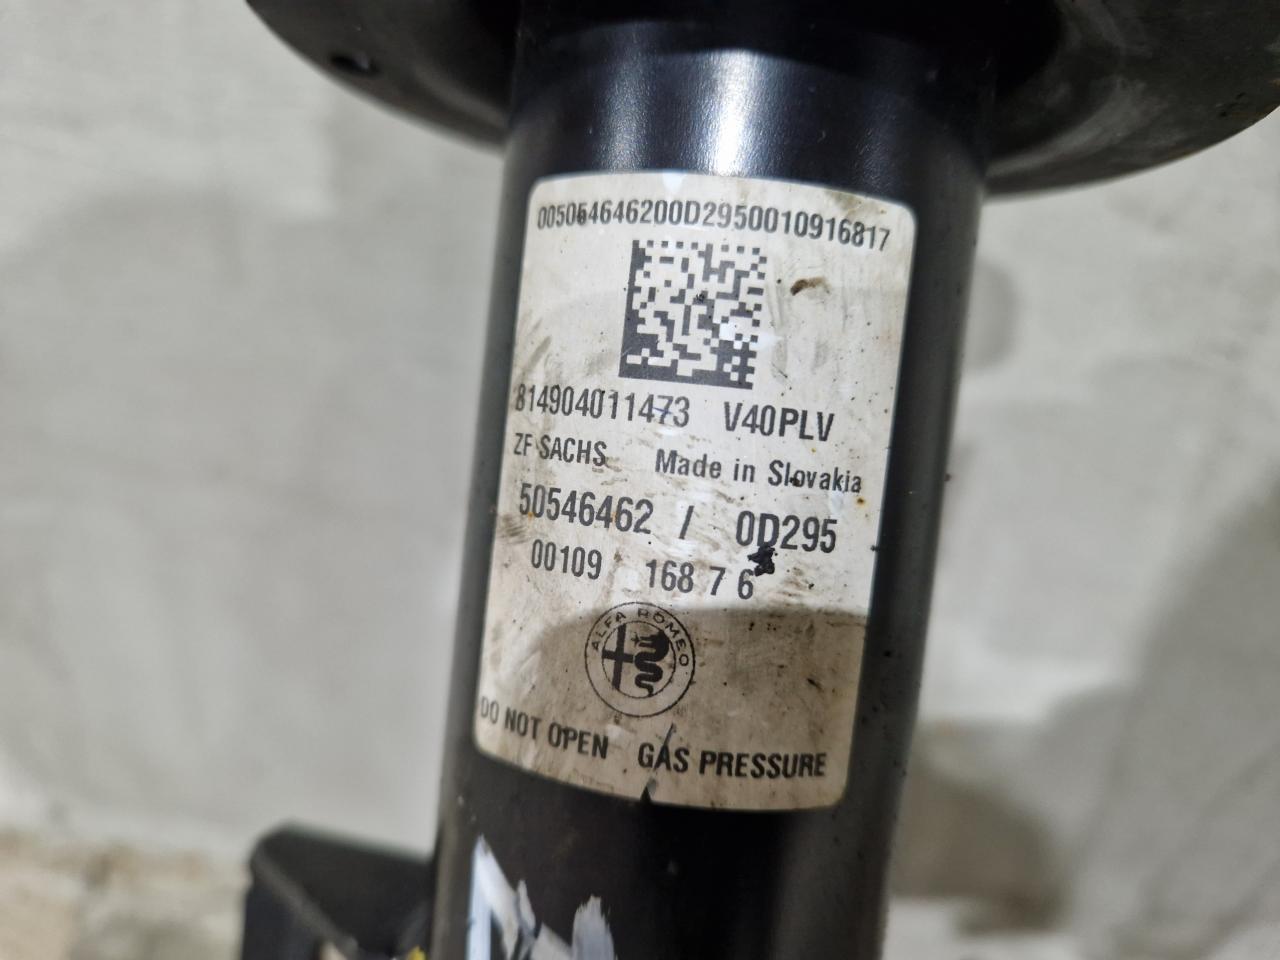 005054646200D2950010916817
814904011473 V40PLV
ZF SACHS Made in Slovakia
50546462 / 0D295
00109 168 7 6
ALFA ROMEO
DO NOT OPEN GAS PRESSURE